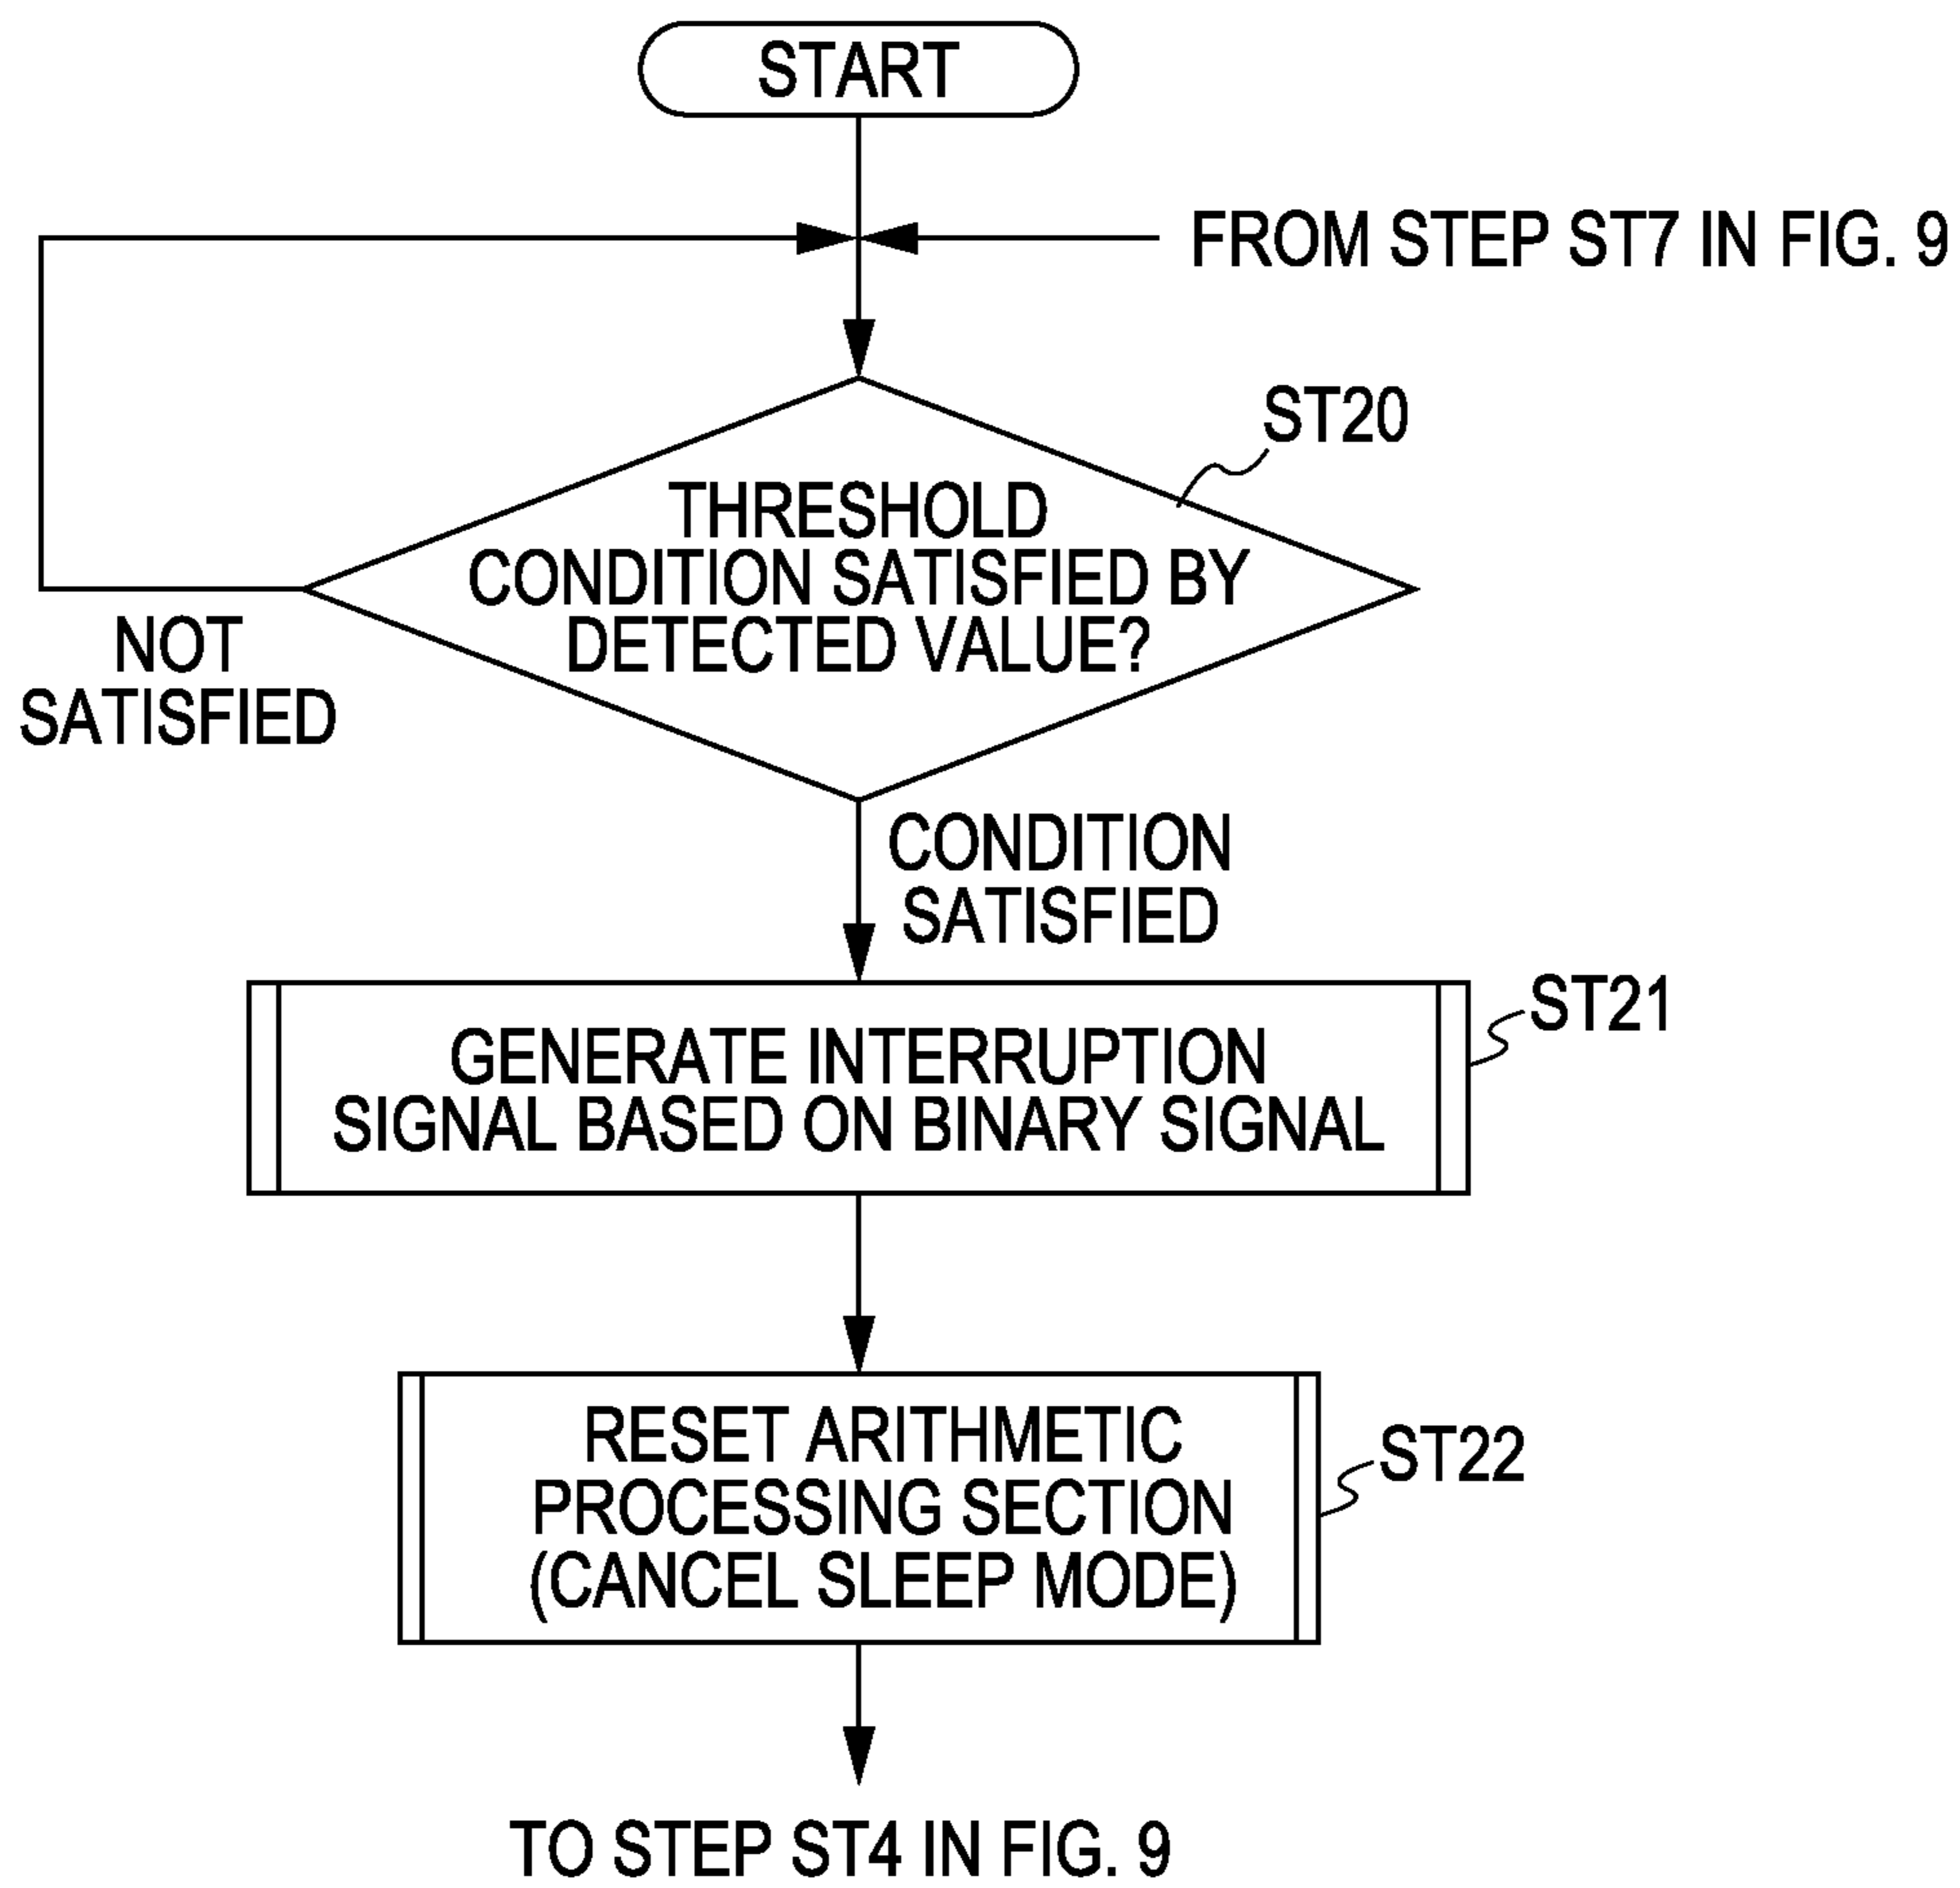 START
FROM STEP ST7 IN FIG. 9
ST20
THRESHOLD
CONDITION SATISFIED BY
DETECTED VALUE?
NOT
SATISFIED
CONDITION
SATISFIED
ST21
GENERATE INTERRUPTION
SIGNAL BASED ON BINARY SIGNAL
RESET ARITHMETIC
PROCESSING SECTION
(CANCEL SLEEP MODE)
ST22
TO STEP ST4 IN FIG. 9